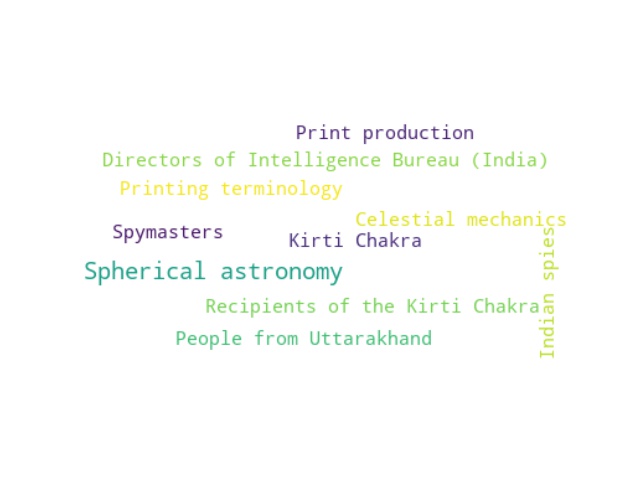 Print production
Directors of Intelligence Bureau (India)
Printing terminology
Celestial mechanics
Spymasters
Kirti Chakra
Spherical astronomy
Indian spies
Recipients of the Kirti Chakra
People from Uttarakhand